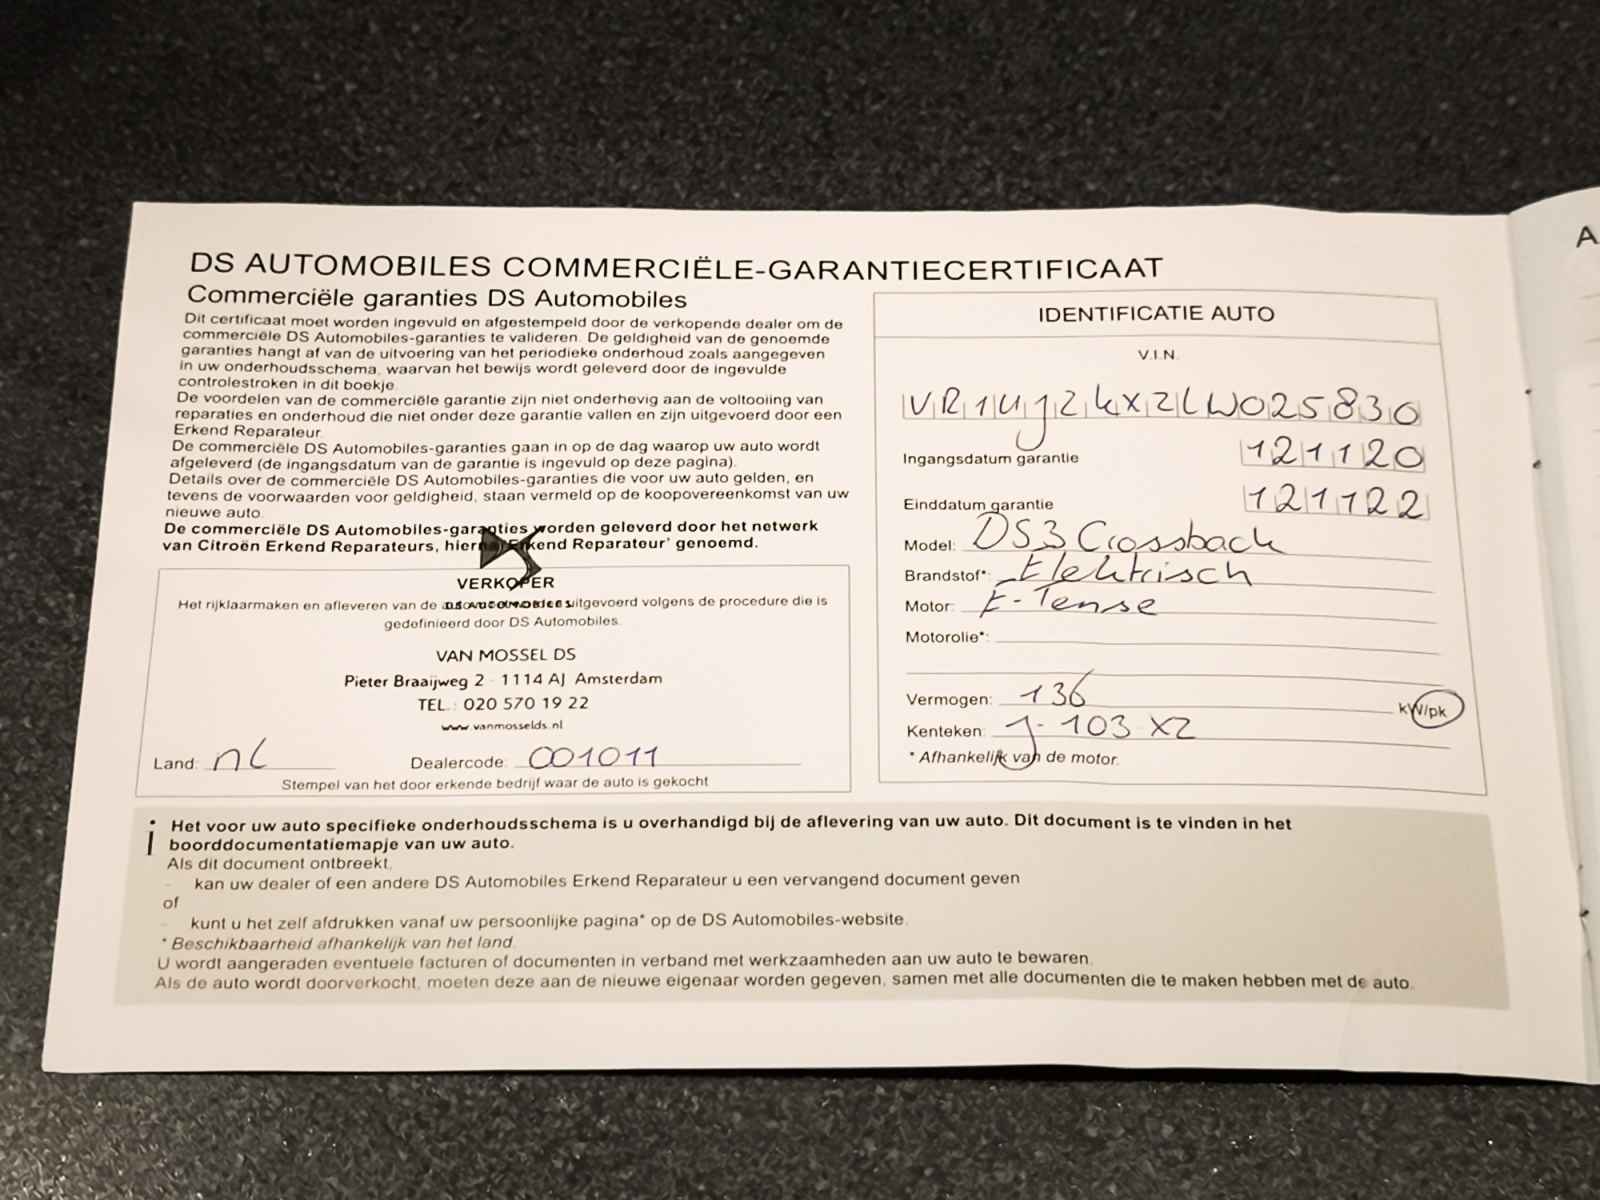 DS AUTOMOBILES COMMERCIËLE-GARANTIECERTIFICAAT
Commerciële garanties DS Automobiles
Dit certificaat moet worden ingevuld en afgestempeld door de verkopende dealer om de
commerciële DS Automobiles-garanties te valideren. De geldigheid van de genoemde
garanties hangt af van de uitvoering van het periodieke onderhoud zoals aangegeven
in uw onderhoudsschema, waarvan het bewijs wordt geleverd door de ingevulde
controlestroken in dit boekje.
De voordelen van de commerciële garantie zijn niet onderhevig aan de voltooiing van
reparaties en onderhoud die niet onder deze garantie vallen en zijn uitgevoerd door een
Erkend Reparateur.
De commerciële DS Automobiles-garanties gaan in op de dag waarop uw auto wordt
afgeleverd (de ingangsdatum van de garantie is ingevuld op deze pagina).
Details over de commerciële DS Automobiles-garanties die voor uw auto gelden, en
tevens de voorwaarden voor geldigheid, staan vermeld op de koopovereenkomst van uw
nieuwe auto.
De commerciële DS Automobiles-garanties worden geleverd door het netwerk
van Citroën Erkend Reparateurs, hierna 'Erkend Reparateur' genoemd.
VERKOPER
Het rijklaarmaken en afleveren van de uitgevoerd volgens de procedure die is
DS AUTOMOBILES
gedefinieerd door DS Automobiles.
VAN MOSSEL DS
Pieter Braaijweg 2 - 1114 AJ Amsterdam
TEL.: 020 570 19 22
www.vanmosselds.nl
Land: NL Dealercode: 001011
Stempel van het door erkende bedrijf waar de auto is gekocht
IDENTIFICATIE AUTO
V.I.N.
VR1UJZKXZLW025830
Ingangsdatum garantie 121120
Einddatum garantie 121122
Model: DS3 Crossback
Brandstof*: Elektrisch
Motor: E-Tense
Motorolie*:
Vermogen: 136 kW/pk
Kenteken: J-103-XZ
* Afhankelijk van de motor.
i Het voor uw auto specifieke onderhoudsschema is u overhandigd bij de aflevering van uw auto. Dit document is te vinden in het
boorddocumentatiemapje van uw auto.
Als dit document ontbreekt,
- kan uw dealer of een andere DS Automobiles Erkend Reparateur u een vervangend document geven
of
- kunt u het zelf afdrukken vanaf uw persoonlijke pagina* op de DS Automobiles-website.
* Beschikbaarheid afhankelijk van het land.
U wordt aangeraden eventuele facturen of documenten in verband met werkzaamheden aan uw auto te bewaren.
Als de auto wordt doorverkocht, moeten deze aan de nieuwe eigenaar worden gegeven, samen met alle documenten die te maken hebben met de auto.
A